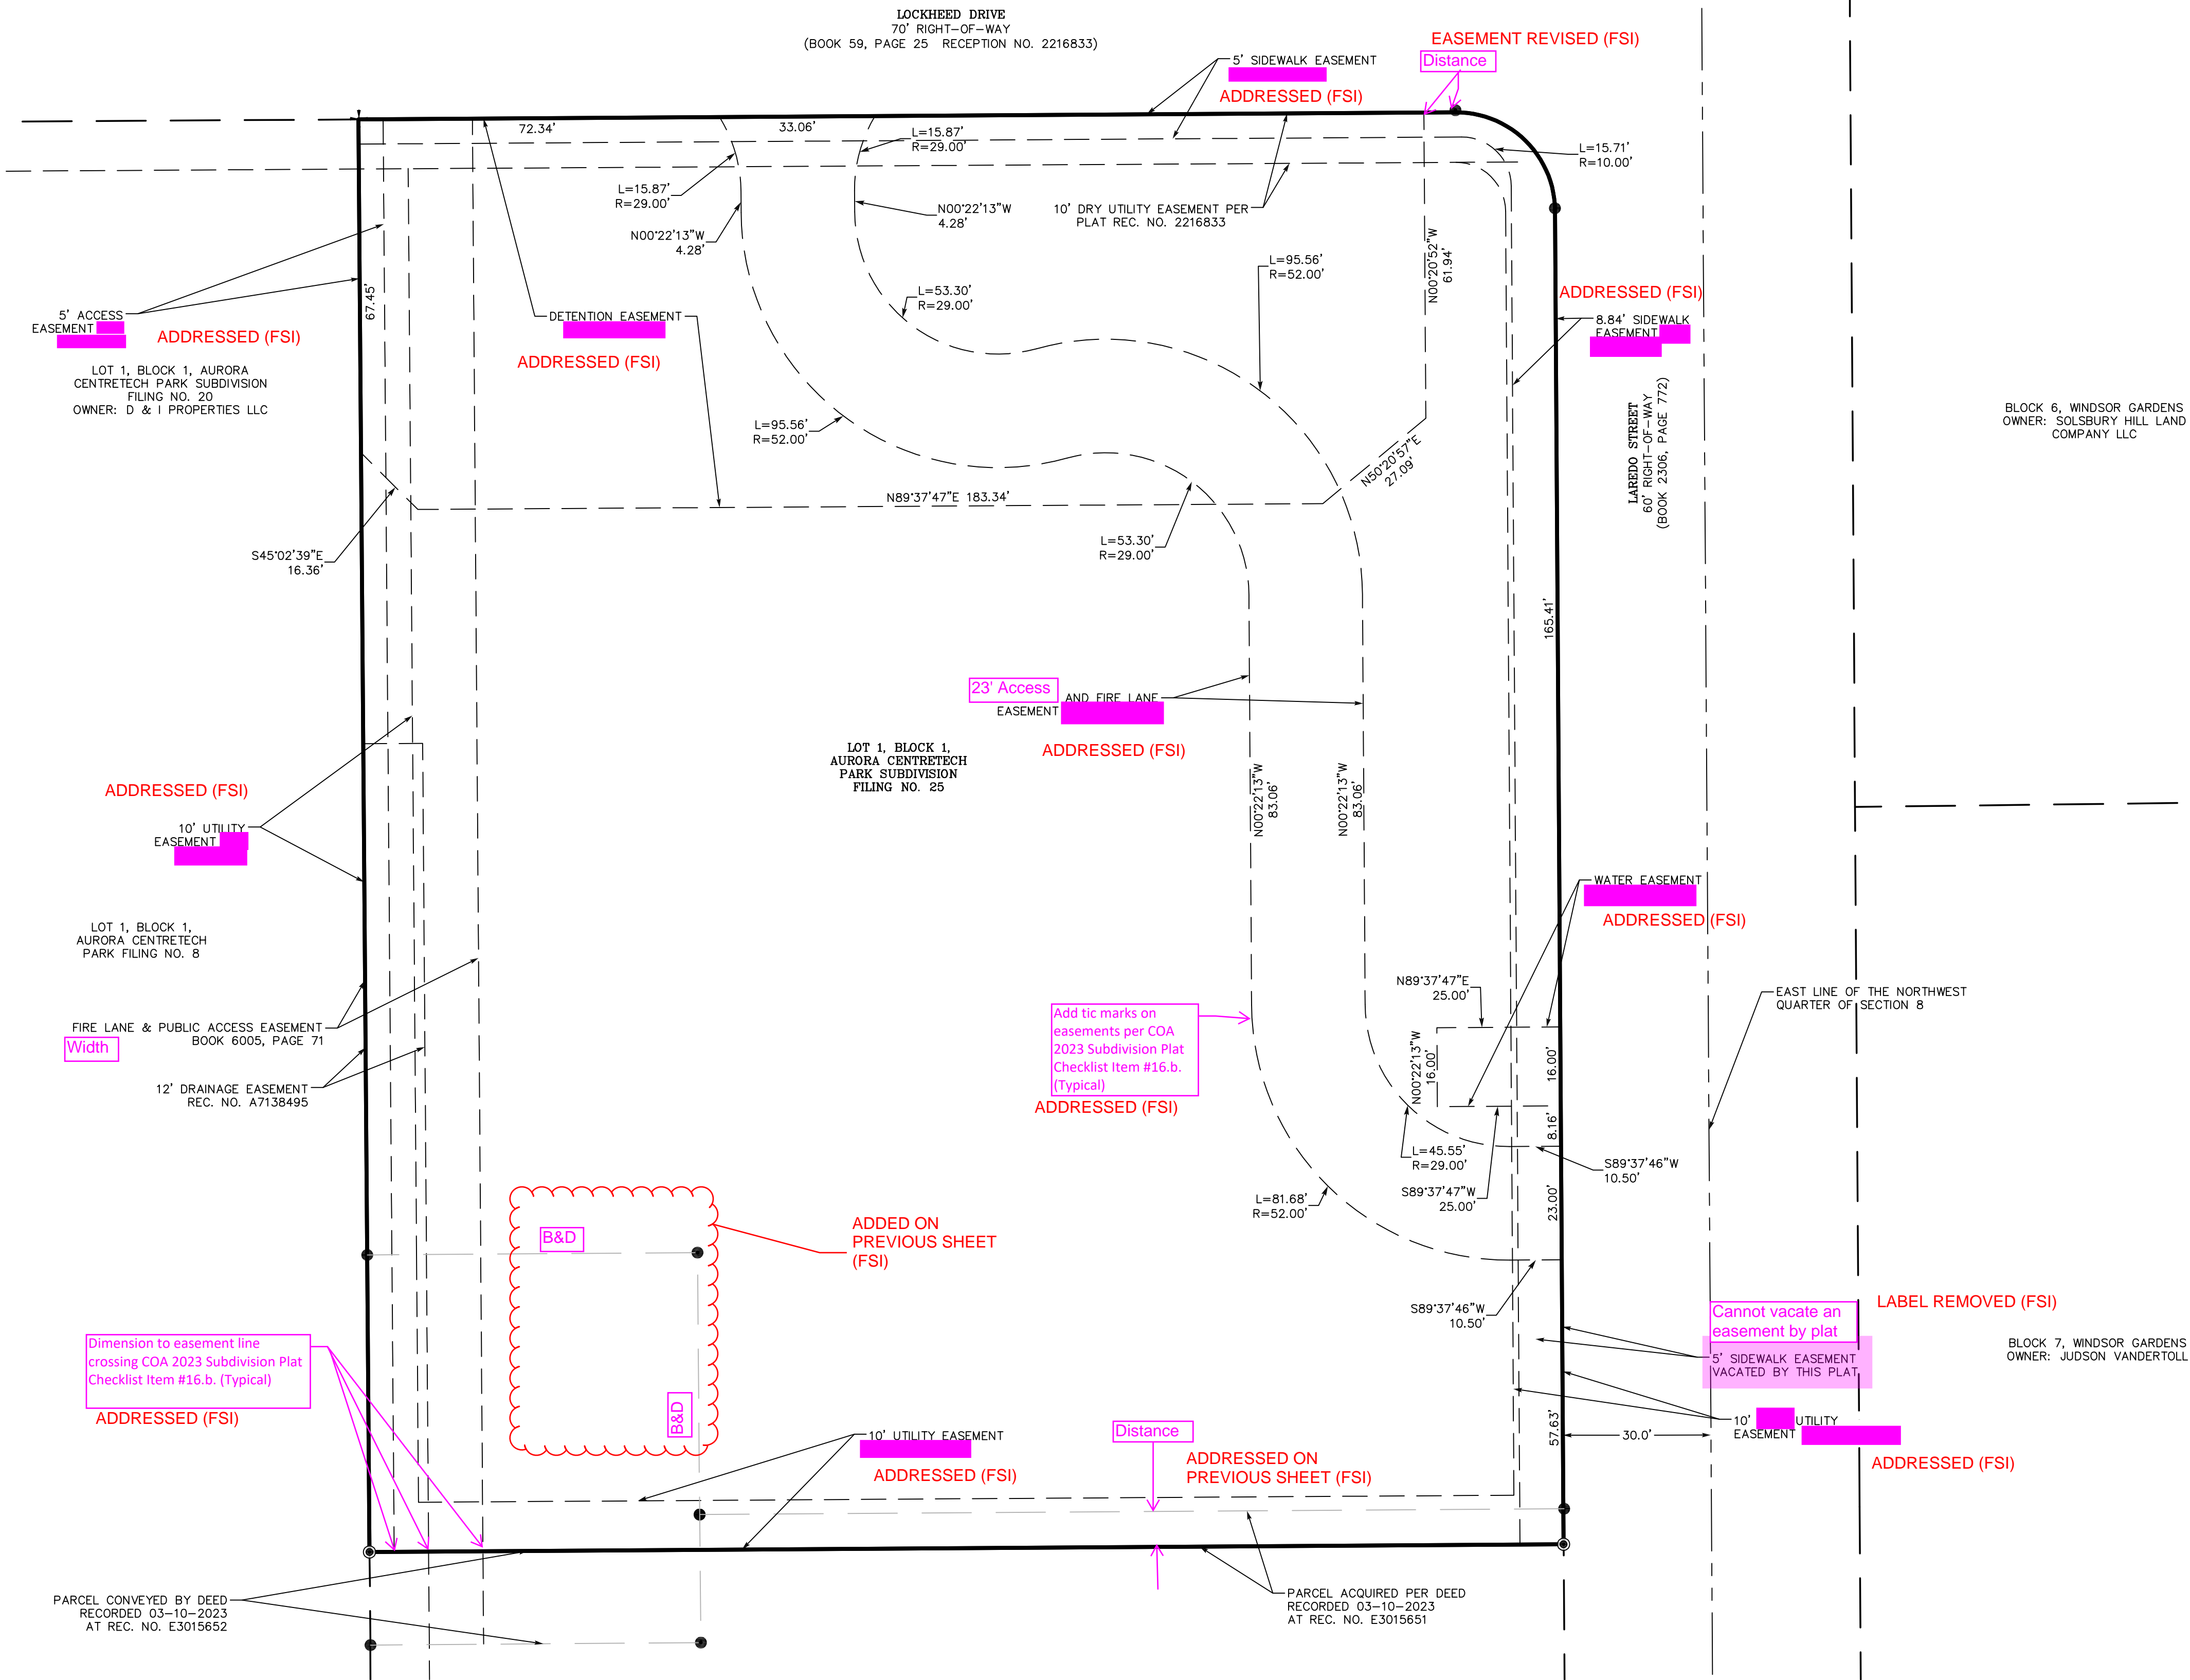 LOCKHEED DRIVE
70' RIGHT-OF-WAY
(BOOK 59, PAGE 25 RECEPTION NO. 2216833)
EASEMENT REVISED (FSI)
Distance
5' SIDEWALK EASEMENT
ADDRESSED (FSI)
72.34'
33.06'
L=15.87'
R=29.00'
L=15.71'
R=10.00'
L=15.87'
R=29.00'
N00°22'13"W
4.28'
10' DRY UTILITY EASEMENT PER
PLAT REC. NO. 2216833
N00°22'13"W
4.28'
N00°20'52"W
61.94'
L=95.56'
R=52.00'
67.45'
5' ACCESS
EASEMENT
ADDRESSED (FSI)
DETENTION EASEMENT
ADDRESSED (FSI)
L=53.30'
R=29.00'
ADDRESSED (FSI)
8.84' SIDEWALK
EASEMENT
LOT 1, BLOCK 1, AURORA
CENTRETECH PARK SUBDIVISION
FILING NO. 20
OWNER: D & I PROPERTIES LLC
LAREDO STREET
60' RIGHT-OF-WAY
(BOOK 2306, PAGE 772)
BLOCK 6, WINDSOR GARDENS
OWNER: SOLSBURY HILL LAND
COMPANY LLC
L=95.56'
R=52.00'
N50°20'57"E
27.09'
N89°37'47"E 183.34'
S45°02'39"E
16.36'
L=53.30'
R=29.00'
165.41'
23' Access
AND FIRE LANE
EASEMENT
ADDRESSED (FSI)
LOT 1, BLOCK 1,
AURORA CENTRETECH
PARK SUBDIVISION
FILING NO. 25
N00°22'13"W
83.06'
N00°22'13"W
83.06'
ADDRESSED (FSI)
10' UTILITY
EASEMENT
WATER EASEMENT
ADDRESSED (FSI)
LOT 1, BLOCK 1,
AURORA CENTRETECH
PARK FILING NO. 8
N89°37'47"E
25.00'
EAST LINE OF THE NORTHWEST
QUARTER OF SECTION 8
FIRE LANE & PUBLIC ACCESS EASEMENT
BOOK 6005, PAGE 71
Width
Add tic marks on
easements per COA
2023 Subdivision Plat
Checklist Item #16.b.
(Typical)
ADDRESSED (FSI)
N00°22'13"W
16.00'
16.00'
12' DRAINAGE EASEMENT
REC. NO. A7138495
8.16'
L=45.55'
R=29.00'
S89°37'46"W
10.50'
S89°37'47"W
25.00'
L=81.68'
R=52.00'
23.00'
B&D
ADDED ON
PREVIOUS SHEET
(FSI)
S89°37'46"W
10.50'
Cannot vacate an
easement by plat
LABEL REMOVED (FSI)
5' SIDEWALK EASEMENT
VACATED BY THIS PLAT
BLOCK 7, WINDSOR GARDENS
OWNER: JUDSON VANDERTOLL
Dimension to easement line
crossing COA 2023 Subdivision Plat
Checklist Item #16.b. (Typical)
ADDRESSED (FSI)
B&D
10' UTILITY EASEMENT
ADDRESSED (FSI)
Distance
ADDRESSED ON
PREVIOUS SHEET (FSI)
57.63'
30.0'
10' UTILITY
EASEMENT
ADDRESSED (FSI)
PARCEL CONVEYED BY DEED
RECORDED 03-10-2023
AT REC. NO. E3015652
PARCEL ACQUIRED PER DEED
RECORDED 03-10-2023
AT REC. NO. E3015651